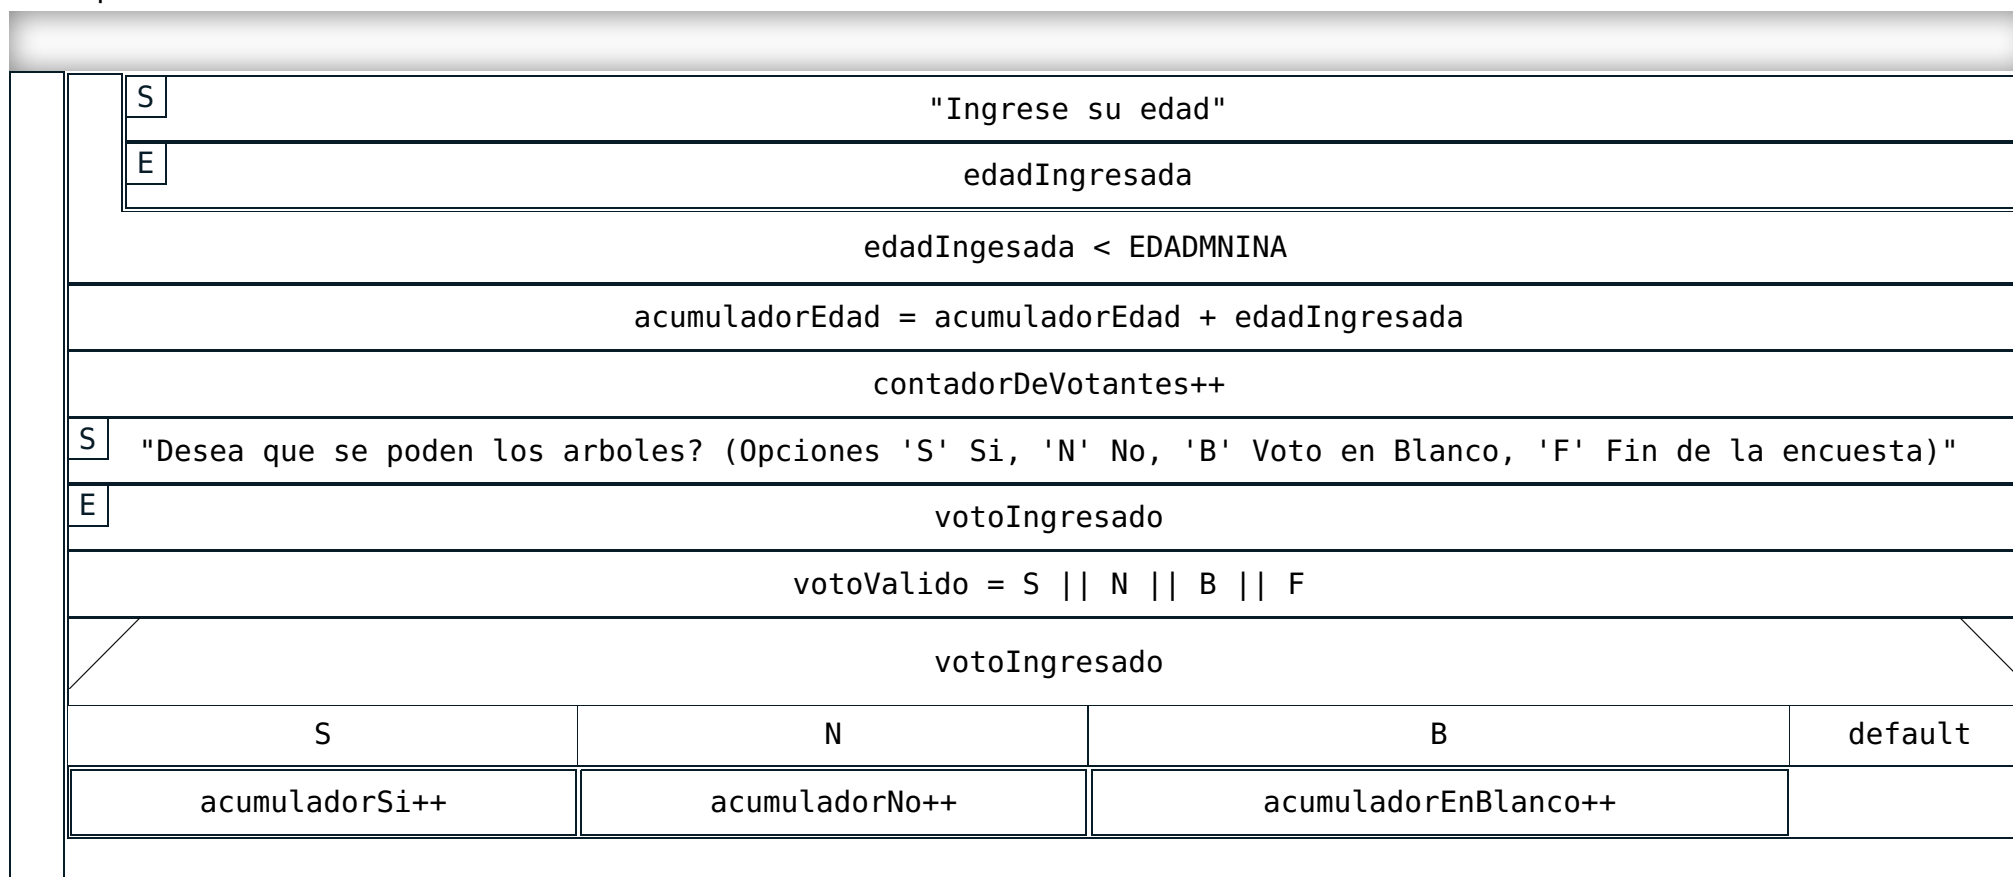 S "Ingrese su edad"
E edadIngresada
edadIngesada < EDADMNINA
acumuladorEdad = acumuladorEdad + edadIngresada
contadorDeVotantes++
S "Desea que se poden los arboles? (Opciones 'S' Si, 'N' No, 'B' Voto en Blanco, 'F' Fin de la encuesta)"
E votoIngresado
votoValido = S || N || B || F
votoIngresado
S N B default
acumuladorSi++ acumuladorNo++ acumuladorEnBlanco++